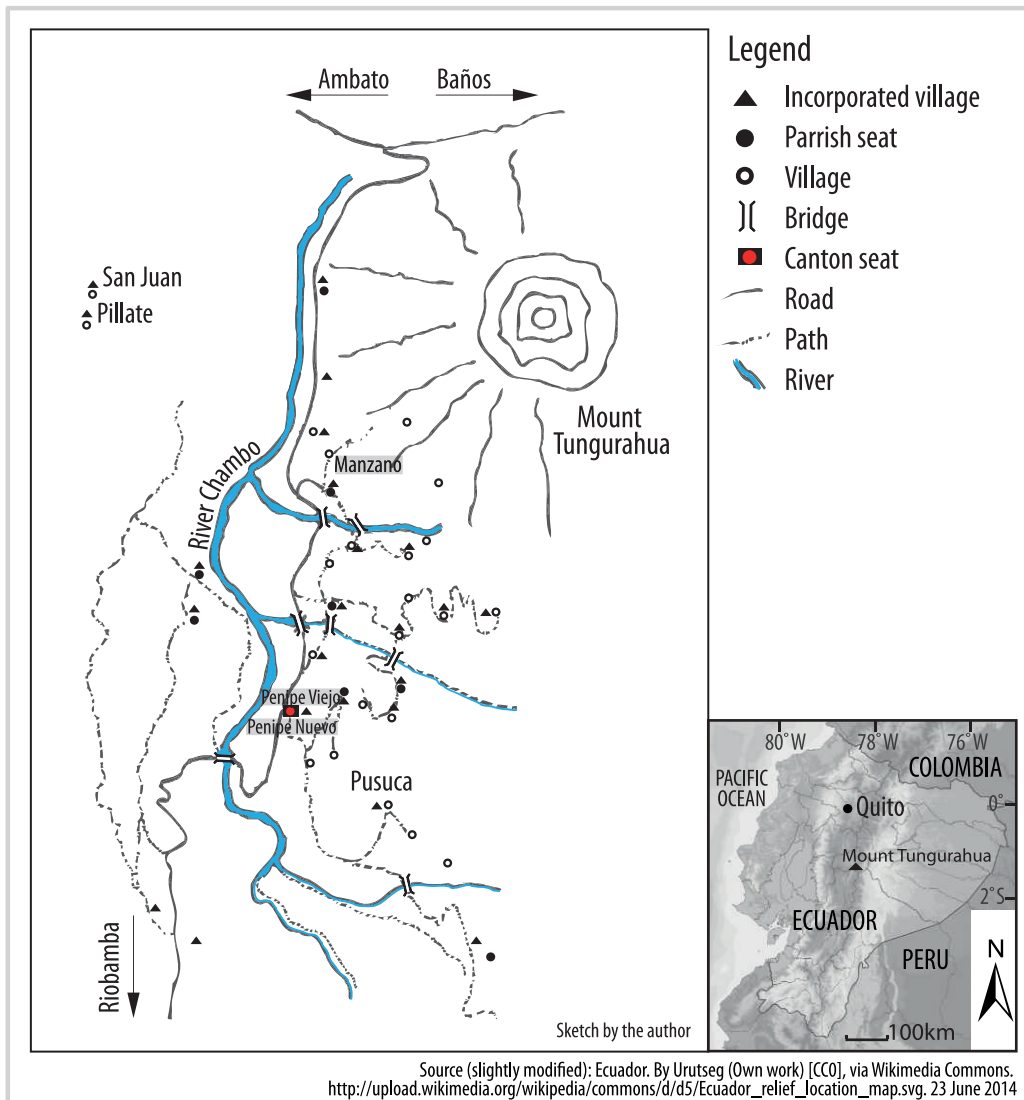 Ambato
Baños
San Juan
Pillate
Mount
Tungurahua
Manzano
River Chambo
Penipe Viejo
Penipe Nuevo
Pusuca
Riobamba
Sketch by the author
Legend
Incorporated village
Parrish seat
Village
Bridge
Canton seat
Road
Path
River
80°W
78°W
76°W
PACIFIC
OCEAN
COLOMBIA
0°
Quito
Mount Tungurahua
2°S
ECUADOR
PERU
N
100km
Source (slightly modified): Ecuador. By Urutseg (Own work) [CC0], via Wikimedia Commons.
http://upload.wikimedia.org/wikipedia/commons/d/d5/Ecuador_relief_location_map.svg. 23 June 2014